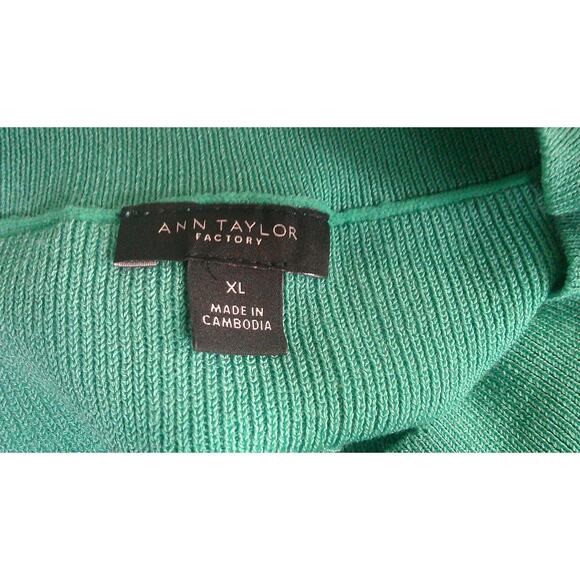 ANN TAYLOR
FACTORY
XL
MADE IN
CAMBODIA